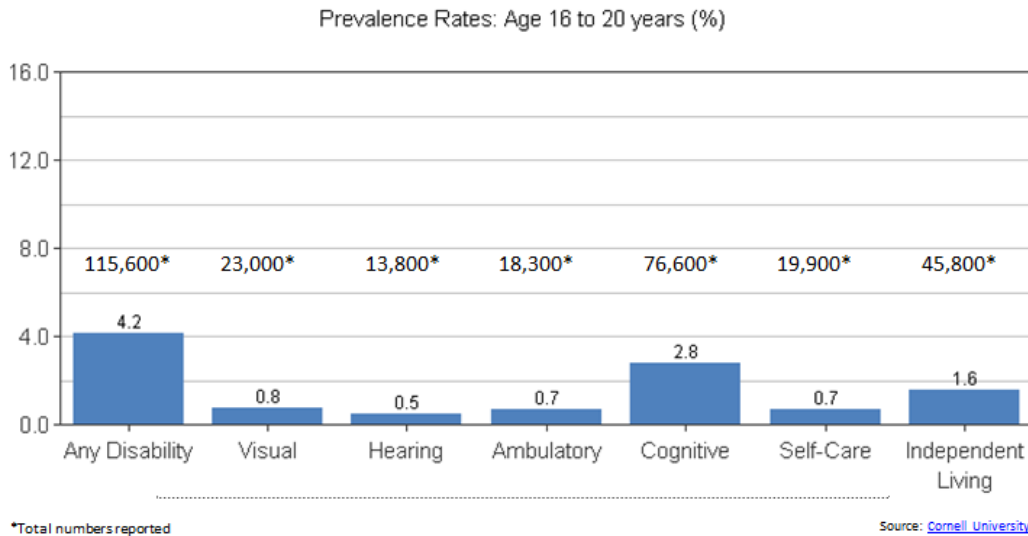 Prevalence Rates: Age 16 to 20 years (%)
16.0
12.0
8.0
115,600* 23,000* 13,800* 18,300* 76,600* 19,900* 45,800*
4.0
4.2 0.8 0.5 0.7 2.8 0.7 1.6
0.0
Any Disability Visual Hearing Ambulatory Cognitive Self-Care Independent
Living
*Total numbers reported Source: Cornell University